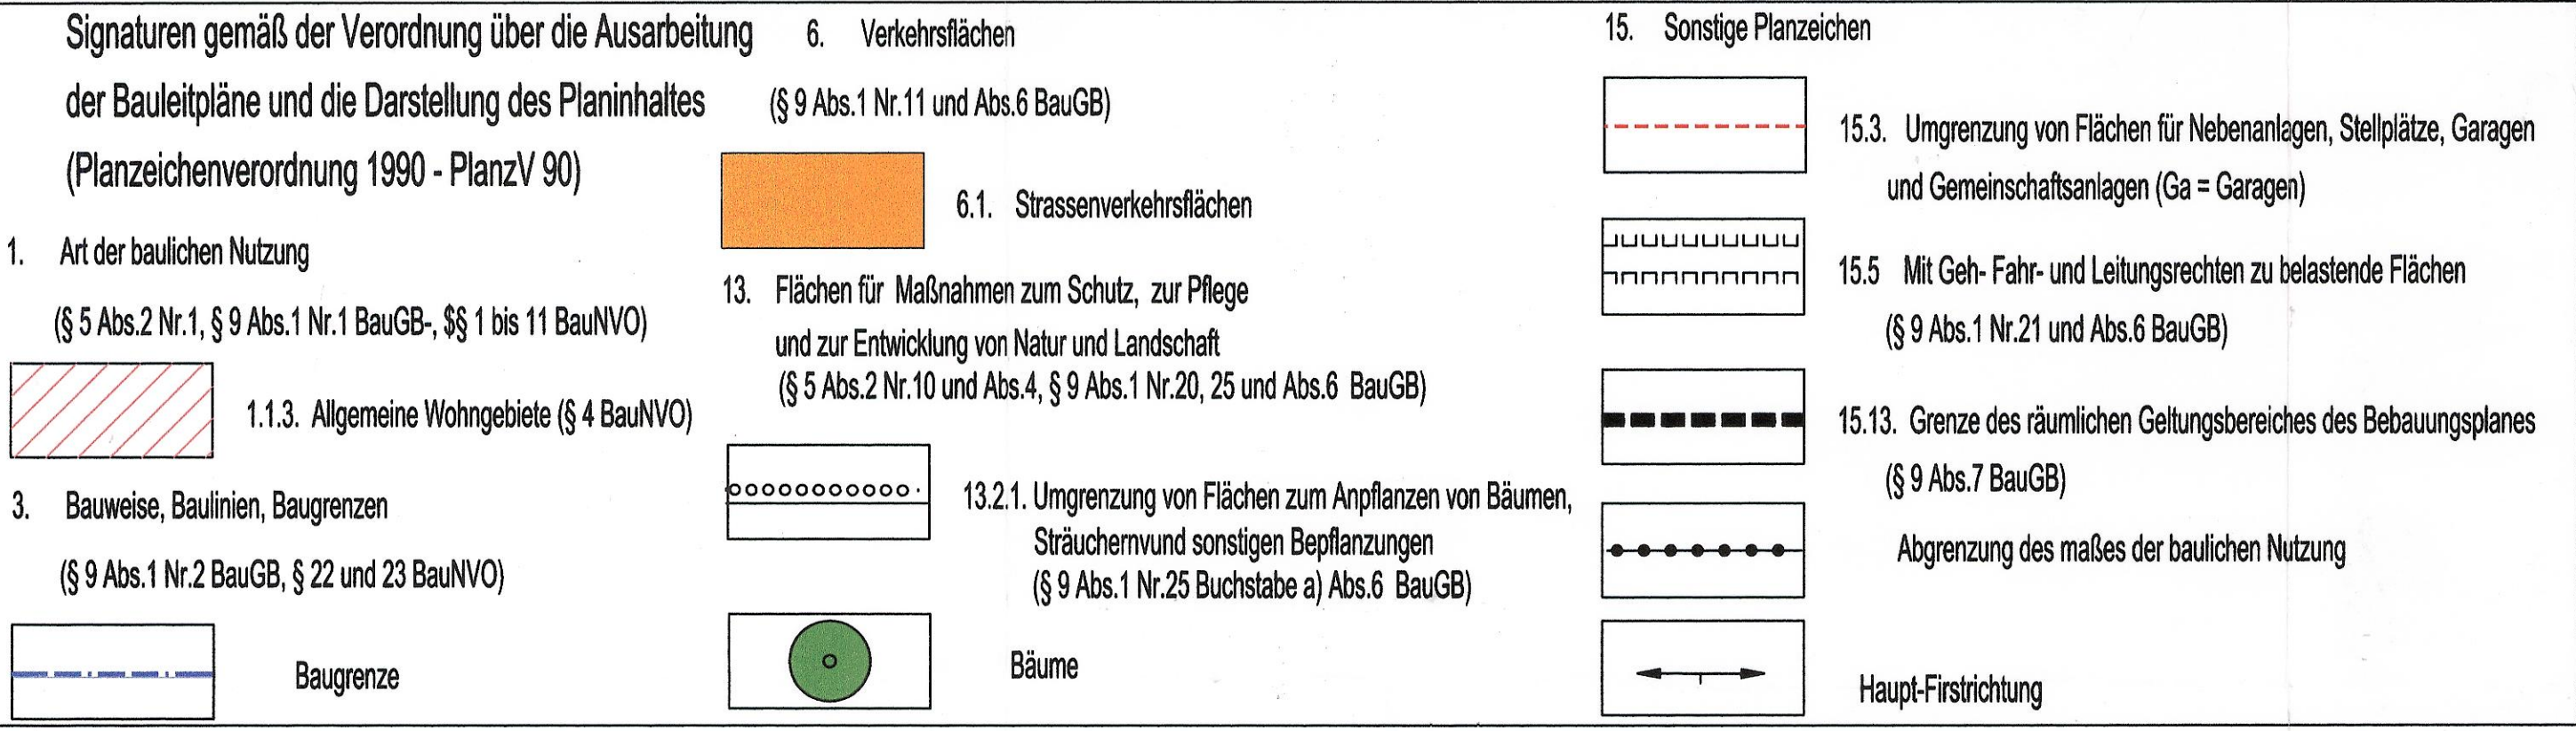 Signaturen gemäß der Verordnung über die Ausarbeitung
der Bauleitpläne und die Darstellung des Planinhaltes
(Planzeichenverordnung 1990 - PlanzV 90)
1. Art der baulichen Nutzung
(§ 5 Abs.2 Nr.1, § 9 Abs.1 Nr.1 BauGB-, $§ 1 bis 11 BauNVO)
1.1.3. Allgemeine Wohngebiete (§ 4 BauNVO)
3. Bauweise, Baulinien, Baugrenzen
(§ 9 Abs.1 Nr.2 BauGB, § 22 und 23 BauNVO)
Baugrenze
6. Verkehrsflächen
(§ 9 Abs.1 Nr.11 und Abs.6 BauGB)
6.1. Strassenverkehrsflächen
13. Flächen für Maßnahmen zum Schutz, zur Pflege
und zur Entwicklung von Natur und Landschaft
(§ 5 Abs.2 Nr.10 und Abs.4, § 9 Abs.1 Nr.20, 25 und Abs.6 BauGB)
13.2.1. Umgrenzung von Flächen zum Anpflanzen von Bäumen,
Sträuchernvund sonstigen Bepflanzungen
(§ 9 Abs.1 Nr.25 Buchstabe a) Abs.6 BauGB)
Bäume
15. Sonstige Planzeichen
15.3. Umgrenzung von Flächen für Nebenanlagen, Stellplätze, Garagen
und Gemeinschaftsanlagen (Ga = Garagen)
15.5 Mit Geh- Fahr- und Leitungsrechten zu belastende Flächen
(§ 9 Abs.1 Nr.21 und Abs.6 BauGB)
15.13. Grenze des räumlichen Geltungsbereiches des Bebauungsplanes
(§ 9 Abs.7 BauGB)
Abgrenzung des maßes der baulichen Nutzung
Haupt-Firstrichtung